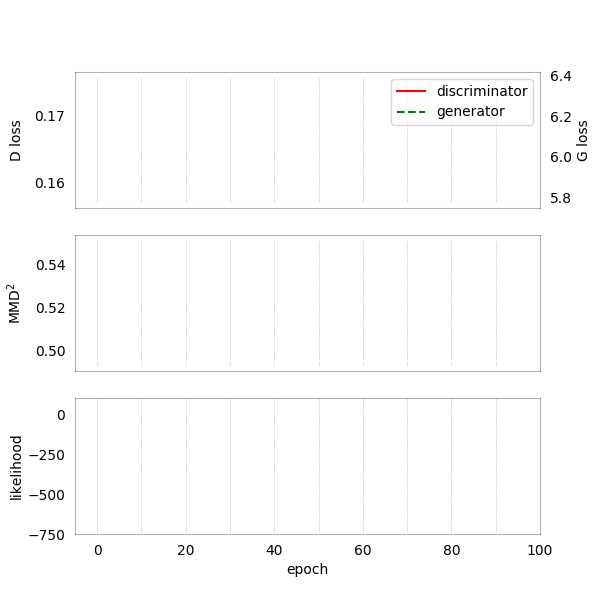 discriminator
generator
D loss
0.17
0.16
6.4
6.2
6.0
5.8
G loss
MMD²
0.54
0.52
0.50
likelihood
0
−250
−500
−750
0 20 40 60 80 100
epoch